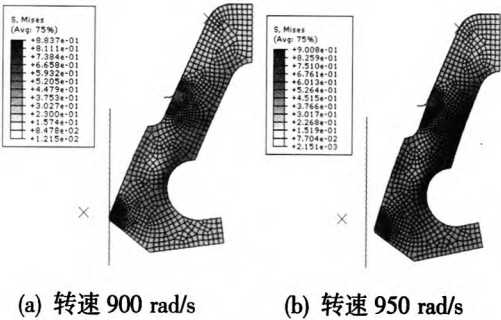 S, Mises
(Avg: 75%)
+8.837e-01
+8.111e-01
+7.384e-01
+6.658e-01
+5.932e-01
+5.205e-01
+4.479e-01
+3.753e-01
+3.027e-01
+2.300e-01
+1.574e-01
+8.478e-02
+1.215e-02
S, Mises
(Avg: 75%)
+9.008e-01
+8.259e-01
+7.510e-01
+6.761e-01
+6.013e-01
+5.264e-01
+4.515e-01
+3.766e-01
+3.017e-01
+2.268e-01
+1.519e-01
+7.704e-02
+2.151e-03
(a) 转速 900 rad/s
(b) 转速 950 rad/s